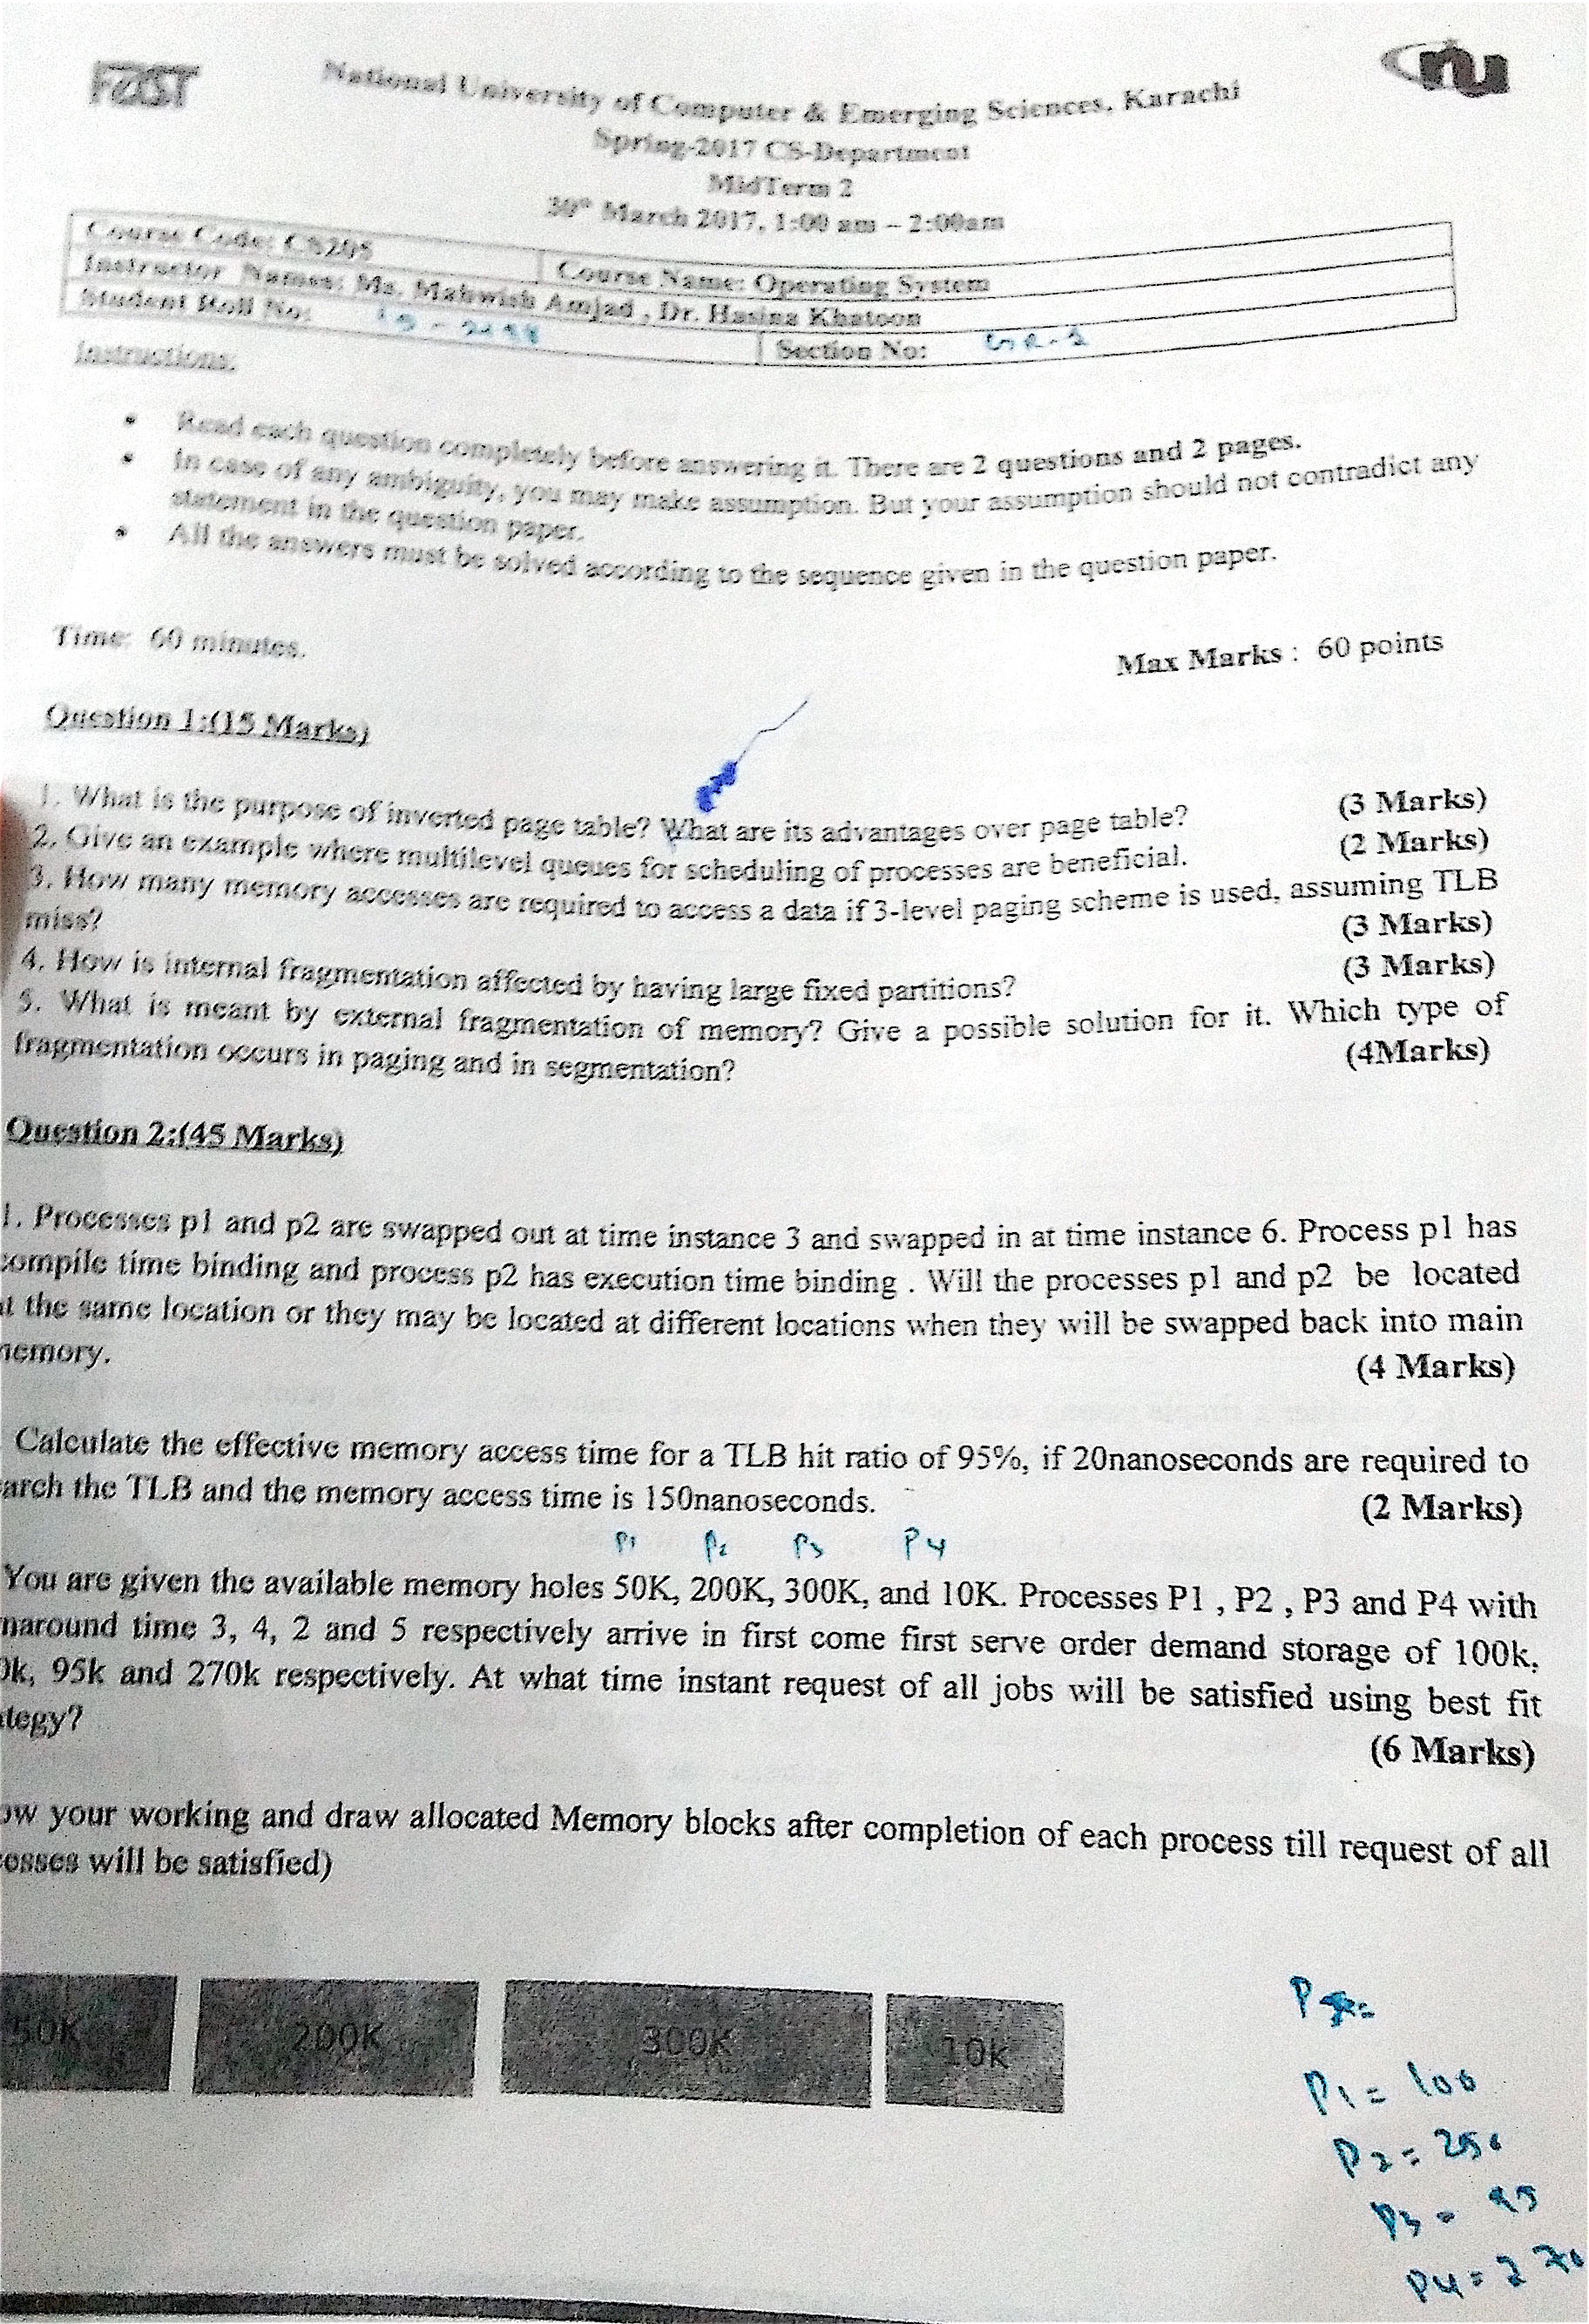 FAST
nu
National University of Computer & Emerging Sciences, Karachi
Spring-2017 CS-Department
MidTerm 2
30th March 2017, 1:00 am – 2:00am
Course Code: CS205
Course Name: Operating System
Instructor Names: Ms. Mahwish Amjad , Dr. Hasina Khatoon
Student Roll No:
Section No:
Instructions:
• Read each question completely before answering it. There are 2 questions and 2 pages.
• In case of any ambiguity, you may make assumption. But your assumption should not contradict any
statement in the question paper.
• All the answers must be solved according to the sequence given in the question paper.
Time: 60 minutes.
Max Marks : 60 points
Question 1:(15 Marks)
1. What is the purpose of inverted page table? What are its advantages over page table? (3 Marks)
2. Give an example where multilevel queues for scheduling of processes are beneficial. (2 Marks)
3. How many memory accesses are required to access a data if 3-level paging scheme is used, assuming TLB
miss? (3 Marks)
4. How is internal fragmentation affected by having large fixed partitions? (3 Marks)
5. What is meant by external fragmentation of memory? Give a possible solution for it. Which type of
fragmentation occurs in paging and in segmentation? (4Marks)
Question 2:(45 Marks)
1. Processes p1 and p2 are swapped out at time instance 3 and swapped in at time instance 6. Process p1 has
compile time binding and process p2 has execution time binding . Will the processes p1 and p2 be located
at the same location or they may be located at different locations when they will be swapped back into main
memory. (4 Marks)
Calculate the effective memory access time for a TLB hit ratio of 95%, if 20nanoseconds are required to
arch the TLB and the memory access time is 150nanoseconds. (2 Marks)
P1 P2 P3 P4
You are given the available memory holes 50K, 200K, 300K, and 10K. Processes P1 , P2 , P3 and P4 with
naround time 3, 4, 2 and 5 respectively arrive in first come first serve order demand storage of 100k,
0k, 95k and 270k respectively. At what time instant request of all jobs will be satisfied using best fit
ategy?
(6 Marks)
ow your working and draw allocated Memory blocks after completion of each process till request of all
cesses will be satisfied)
50K 200K 300K 10k
P1 = 100
P2 = 250
P3 = 95
P4 = 270